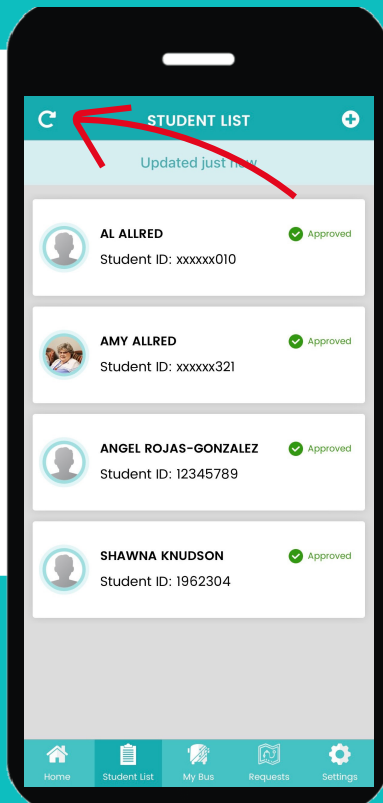 STUDENT LIST
Updated just now
AL ALLRED
Approved
Student ID: xxxxxx010
AMY ALLRED
Approved
Student ID: xxxxxx321
ANGEL ROJAS-GONZALEZ
Approved
Student ID: 12345789
SHAWNA KNUDSON
Approved
Student ID: 1962304
Home
Student List
My Bus
Requests
Settings